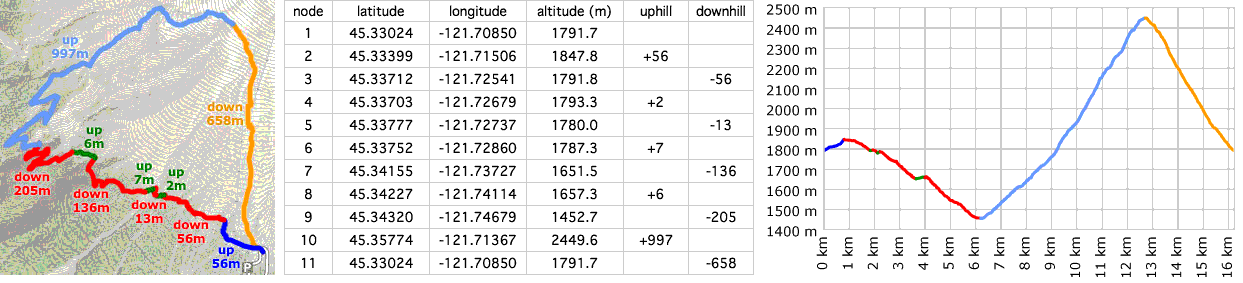 up
997m
down
658m
up
6m
up
7m
up
2m
down
205m
down
136m
down
13m
down
56m
up
56m
P
node latitude longitude altitude (m) uphill downhill
1 45.33024 -121.70850 1791.7
2 45.33399 -121.71506 1847.8 +56
3 45.33712 -121.72541 1791.8 -56
4 45.33703 -121.72679 1793.3 +2
5 45.33777 -121.72737 1780.0 -13
6 45.33752 -121.72860 1787.3 +7
7 45.34155 -121.73727 1651.5 -136
8 45.34227 -121.74114 1657.3 +6
9 45.34320 -121.74679 1452.7 -205
10 45.35774 -121.71367 2449.6 +997
11 45.33024 -121.70850 1791.7 -658
2500 m
2400 m
2300 m
2200 m
2100 m
2000 m
1900 m
1800 m
1700 m
1600 m
1500 m
1400 m
0 km
1 km
2 km
3 km
4 km
5 km
6 km
7 km
8 km
9 km
10 km
11 km
12 km
13 km
14 km
15 km
16 km